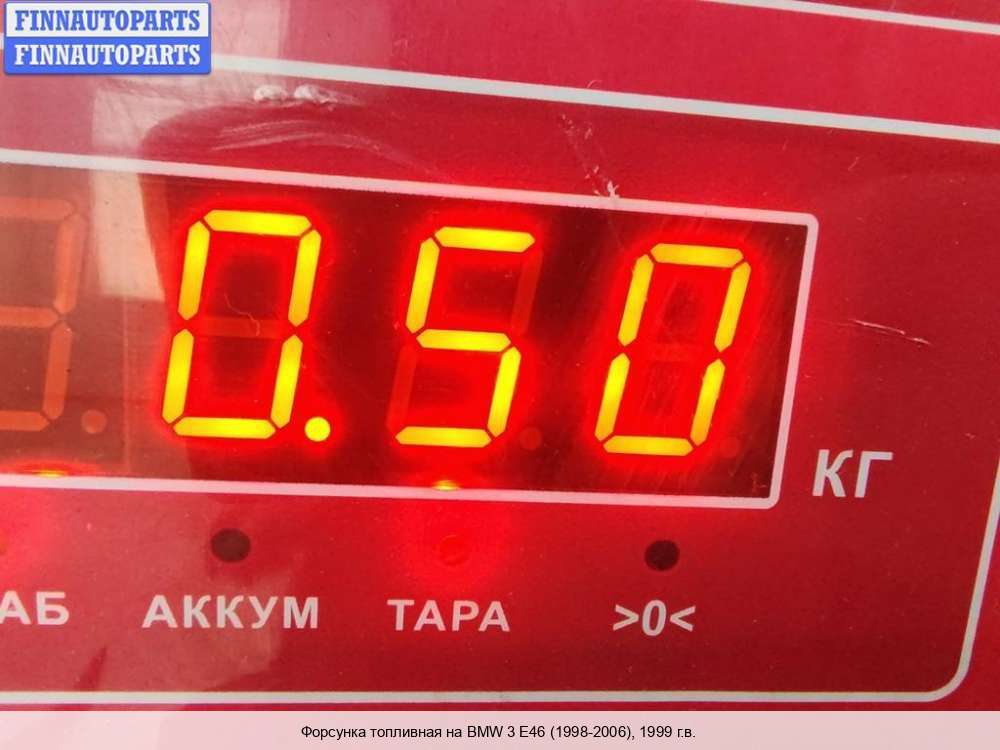 FINNAUTOPARTS
FINNAUTOPARTS
0.50
КГ
АБ АККУМ ТАРА >0<
Форсунка топливная на BMW 3 E46 (1998-2006), 1999 г.в.